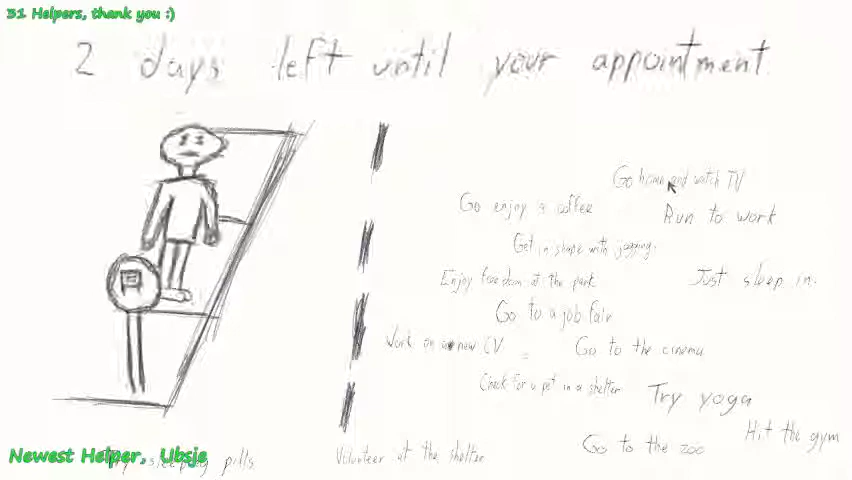 31 Helpers, thank you :)
2 days left until your appointment
Go home and watch TV
Go enjoy a coffee
Run to work
Get in shape with jogging.
Enjoy freedom at the park
Just sleep in.
Go to a job fair
Work on a new CV
Go to the cinema
Check for a pet in a shelter
Try yoga
Hit the gym
Go to the zoo
Newest Helper, Ubsje
sleeping pills
Volunteer at the shelter